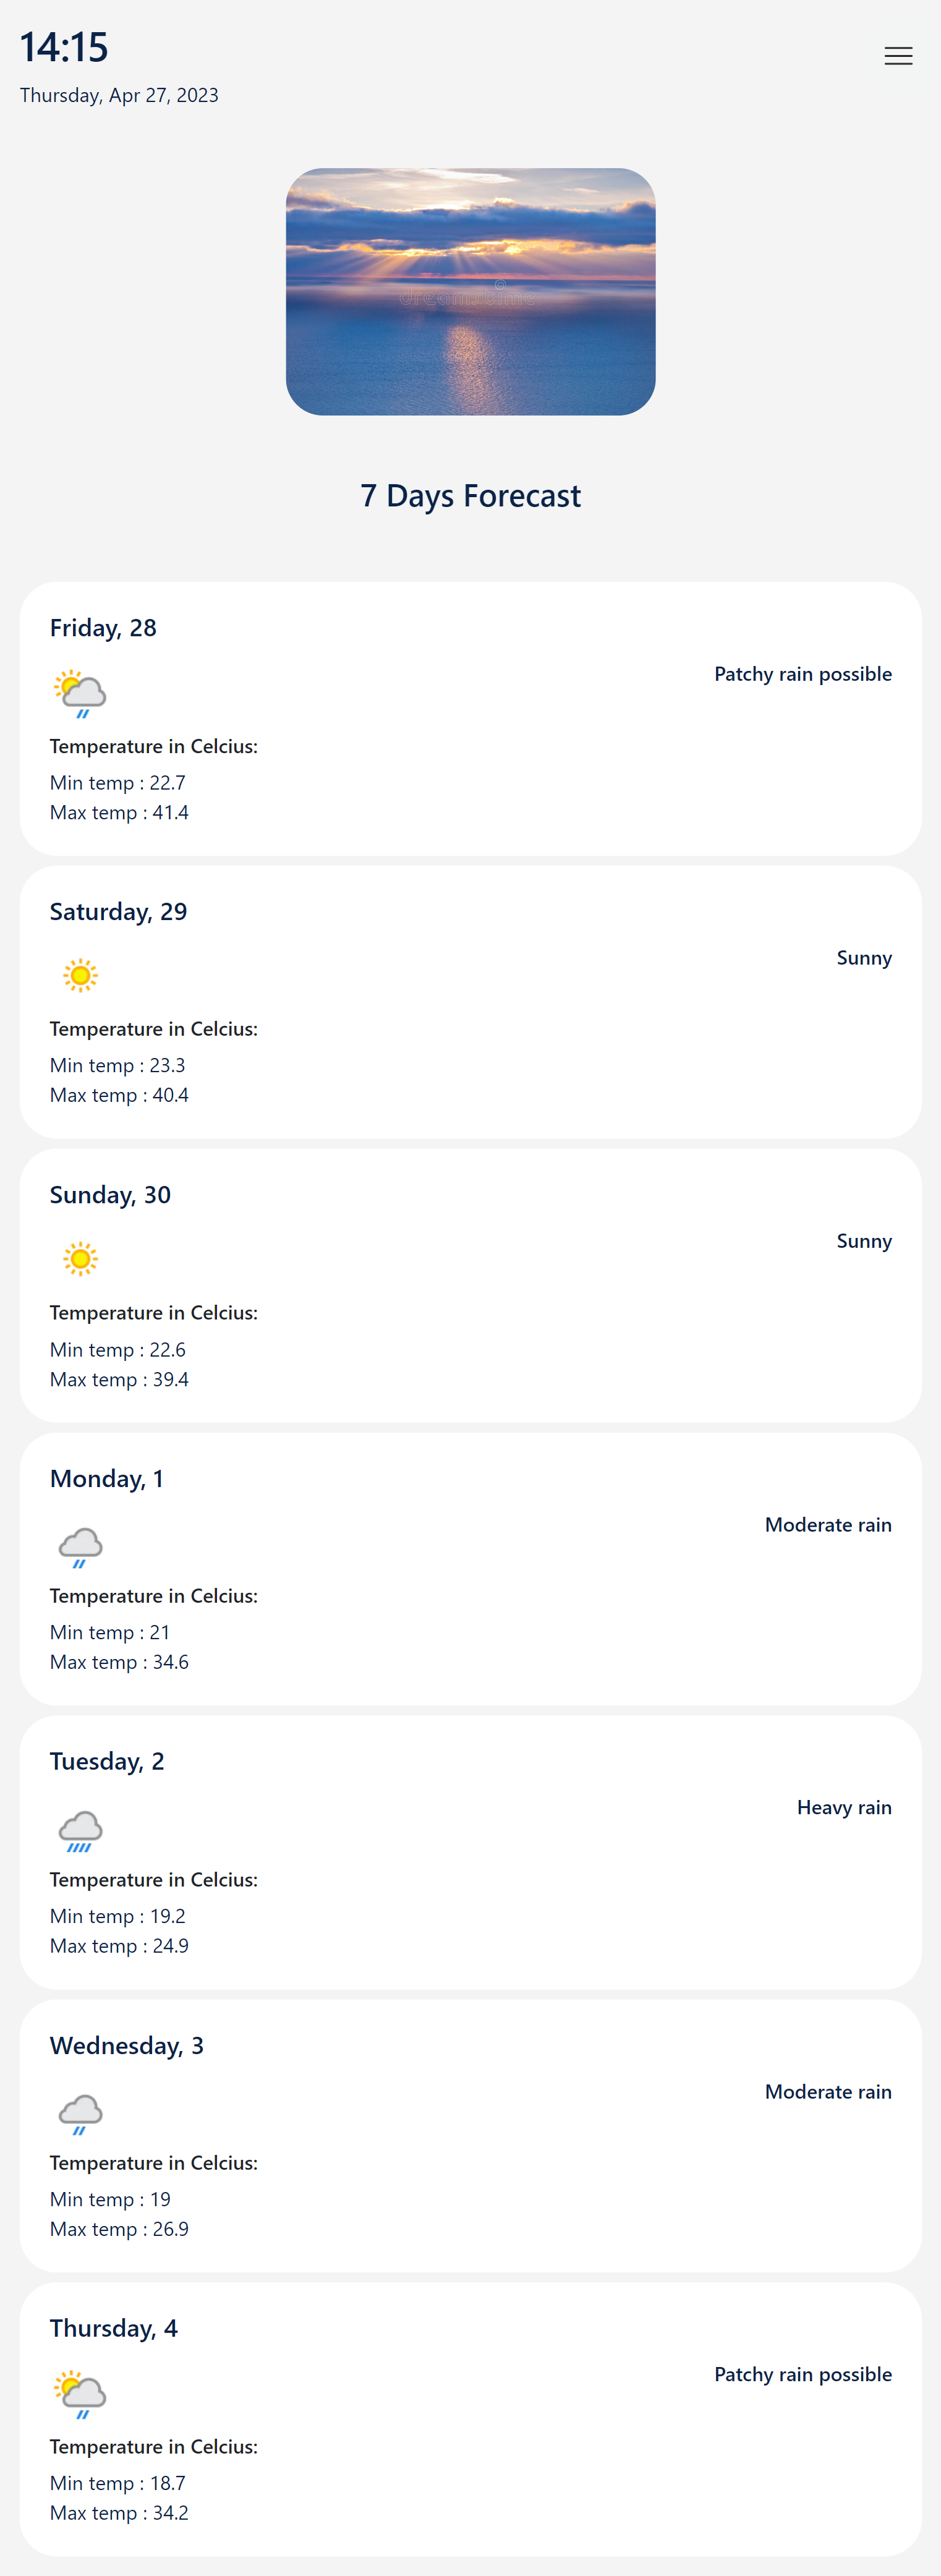 14:15
Thursday, Apr 27, 2023
dreamstime
7 Days Forecast
Friday, 28
Patchy rain possible
Temperature in Celcius:
Min temp : 22.7
Max temp : 41.4
Saturday, 29
Sunny
Temperature in Celcius:
Min temp : 23.3
Max temp : 40.4
Sunday, 30
Sunny
Temperature in Celcius:
Min temp : 22.6
Max temp : 39.4
Monday, 1
Moderate rain
Temperature in Celcius:
Min temp : 21
Max temp : 34.6
Tuesday, 2
Heavy rain
Temperature in Celcius:
Min temp : 19.2
Max temp : 24.9
Wednesday, 3
Moderate rain
Temperature in Celcius:
Min temp : 19
Max temp : 26.9
Thursday, 4
Patchy rain possible
Temperature in Celcius:
Min temp : 18.7
Max temp : 34.2